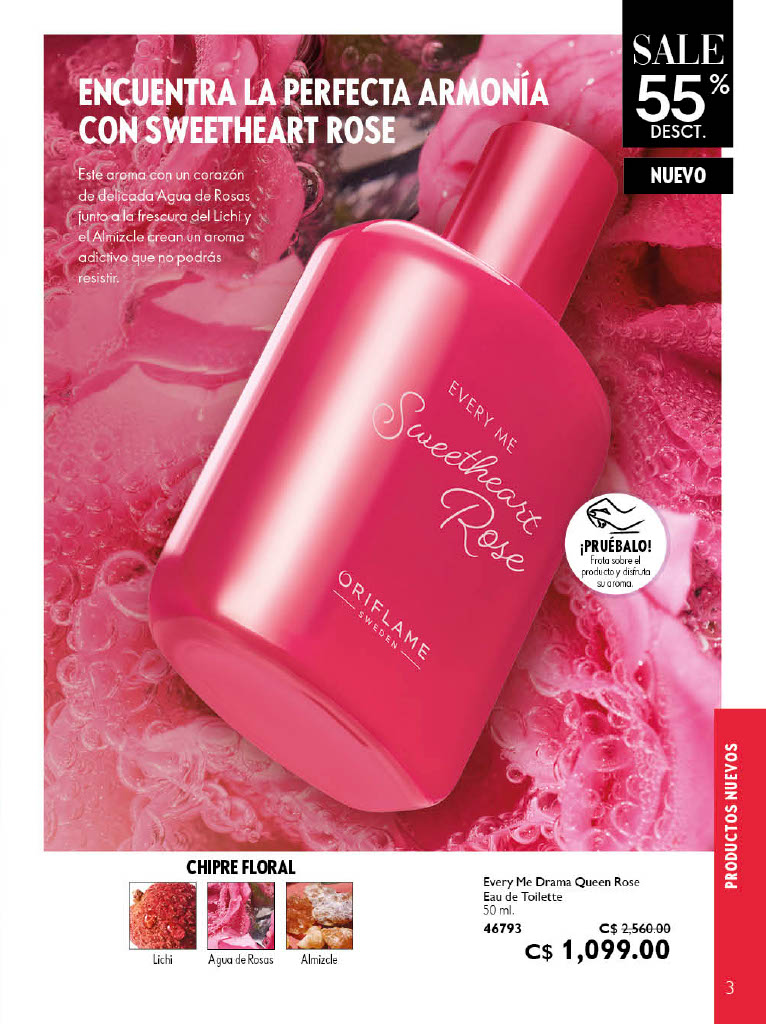 SALE
55%
DESCT.
NUEVO
ENCUENTRA LA PERFECTA ARMONÍA
CON SWEETHEART ROSE
Este aroma con un corazón
de delicada Agua de Rosas
junto a la frescura del Lichi y
el Almizcle crean un aroma
adictivo que no podrás
resistir.
EVERY ME
Sweetheart
Rose
ORIFLAME
SWEDEN
¡PRUÉBALO!
Frota sobre el
producto y disfruta
su aroma.
PRODUCTOS NUEVOS
CHIPRE FLORAL
Lichi
Agua de Rosas
Almizcle
Every Me Drama Queen Rose
Eau de Toilette
50 ml.
46793 C$ 2,560.00
C$ 1,099.00
3